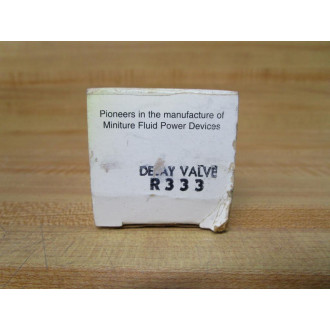 Pioneers in the manufacture of
Miniture Fluid Power Devices
DELAY VALVE
R333